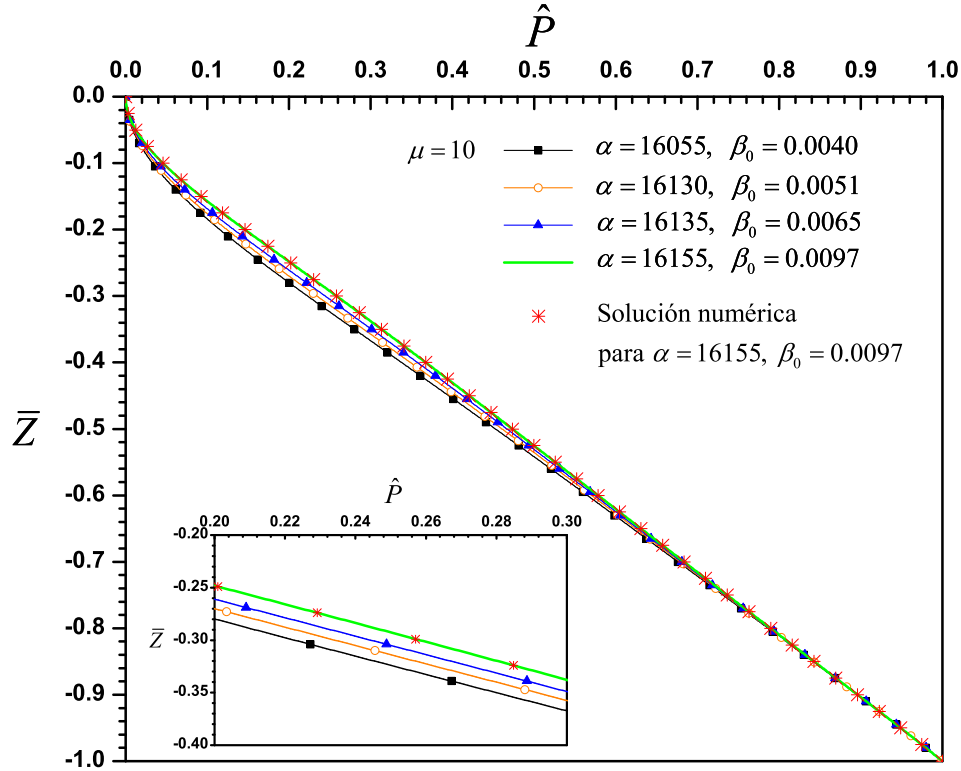 P̂
0.0 0.1 0.2 0.3 0.4 0.5 0.6 0.7 0.8 0.9 1.0
0.0
-0.1
-0.2
-0.3
-0.4
-0.5
-0.6
-0.7
-0.8
-0.9
-1.0
Z̄
μ = 10
α = 16055, β₀ = 0.0040
α = 16130, β₀ = 0.0051
α = 16135, β₀ = 0.0065
α = 16155, β₀ = 0.0097
Solución numérica
para α = 16155, β₀ = 0.0097
P̂
0.20 0.22 0.24 0.26 0.28 0.30
-0.20
-0.25
-0.30
-0.35
-0.40
Z̄